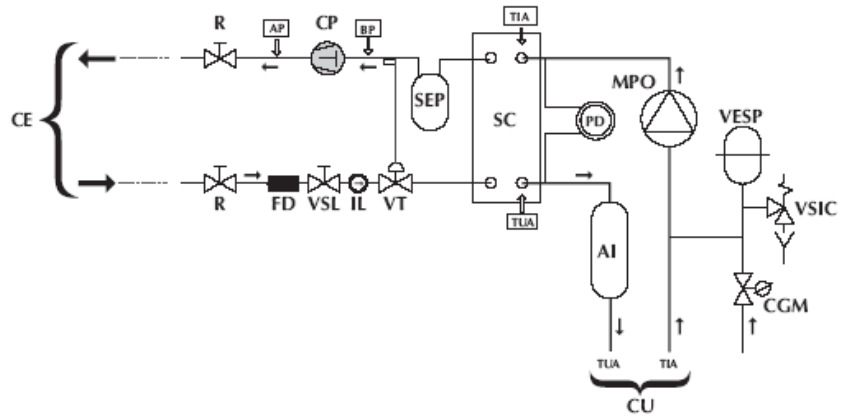 R
AP
CP
BP
TIA
MPO
VESP
CE
SEP
SC
PD
R
FD
VSL
IL
VT
TUA
VSIC
AI
CGM
TUA
TIA
CU